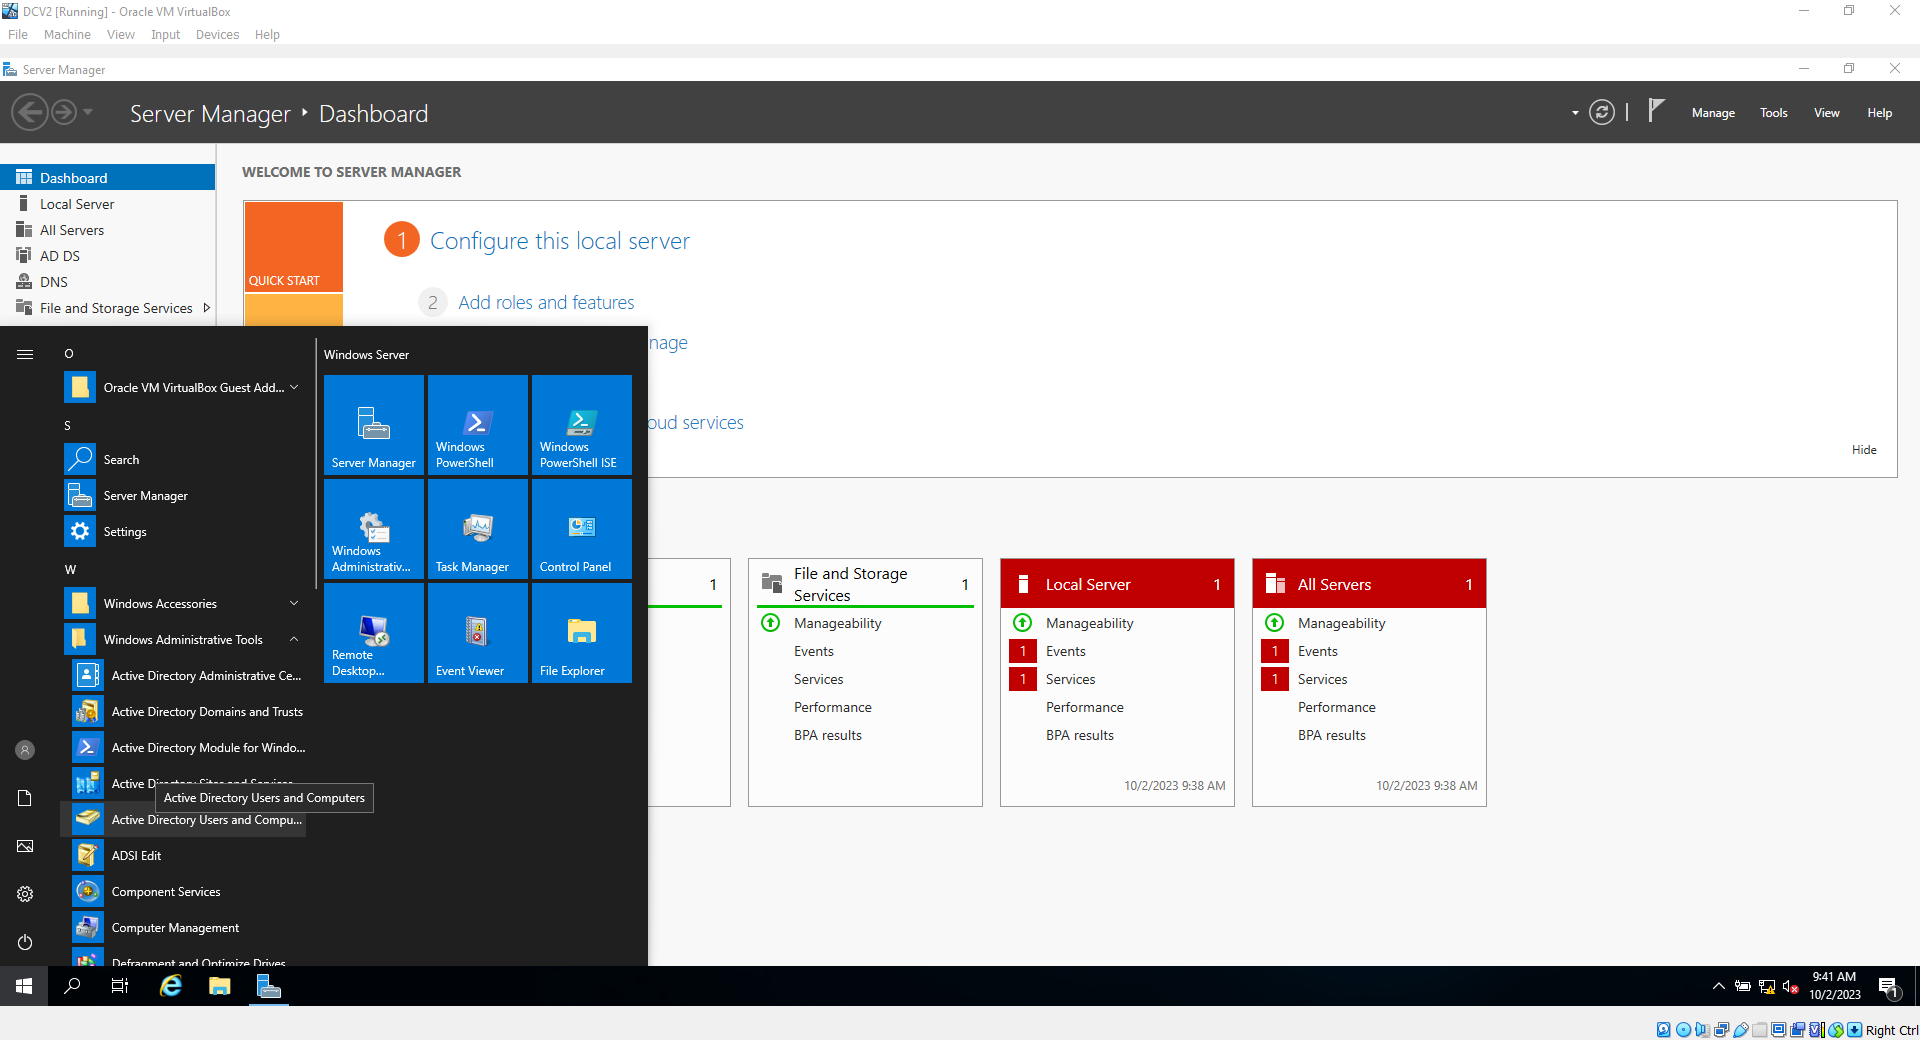 DCV2 [Running] - Oracle VM VirtualBox
File Machine View Input Devices Help
Server Manager
Server Manager Dashboard
Manage Tools View Help
Dashboard
Local Server
All Servers
AD DS
DNS
File and Storage Services
WELCOME TO SERVER MANAGER
QUICK START
1 Configure this local server
2 Add roles and features
nage
oud services
Hide
O
Oracle VM VirtualBox Guest Add...
S
Search
Server Manager
Settings
W
Windows Accessories
Windows Administrative Tools
Active Directory Administrative Ce...
Active Directory Domains and Trusts
Active Directory Module for Windo...
Active Directory Sites and Services
Active Directory Users and Computers
Active Directory Users and Compu...
ADSI Edit
Component Services
Computer Management
Defragment and Optimize Drives
Windows Server
Server Manager
Windows
PowerShell
Windows
PowerShell ISE
Windows
Administrativ...
Task Manager
Control Panel
Remote
Desktop...
Event Viewer
File Explorer
1
File and Storage
Services
1
Manageability
Events
Services
Performance
BPA results
Local Server 1
Manageability
1 Events
1 Services
Performance
BPA results
10/2/2023 9:38 AM
All Servers 1
Manageability
1 Events
1 Services
Performance
BPA results
10/2/2023 9:38 AM
9:41 AM
10/2/2023
1
Right Ctrl